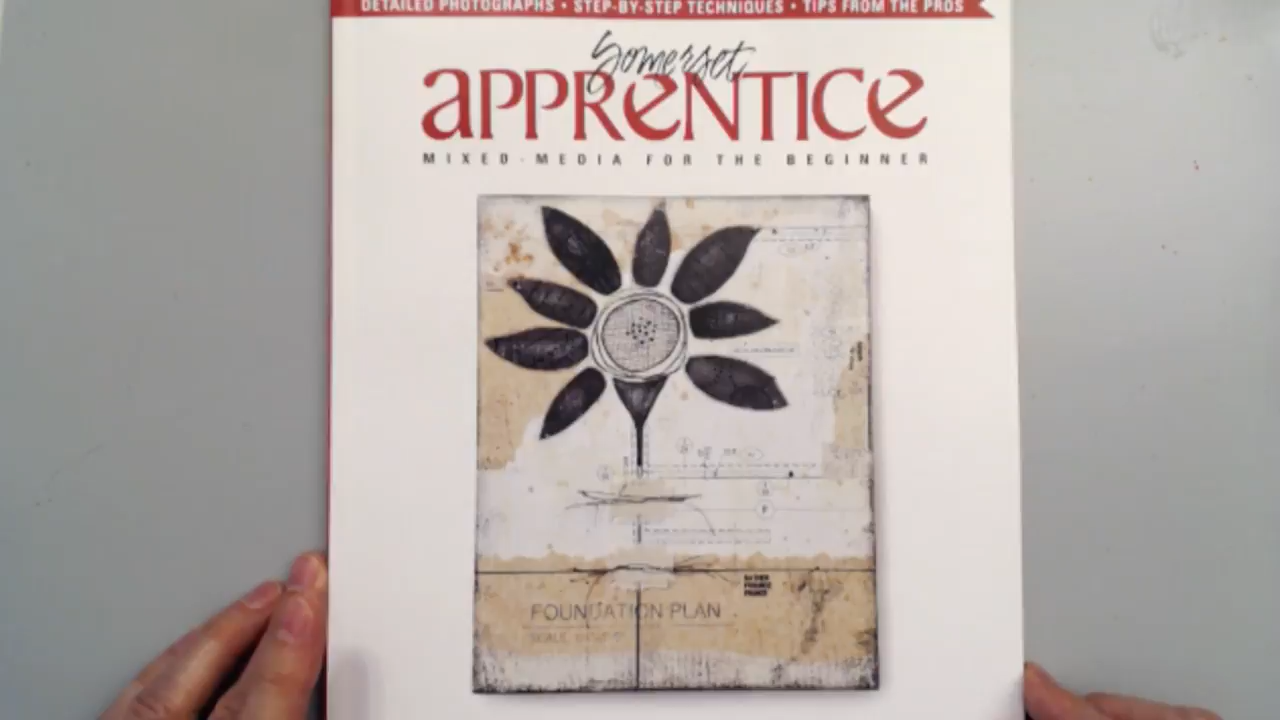 DETAILED PHOTOGRAPHS • STEP-BY-STEP TECHNIQUES • TIPS FROM THE PROS
Somerset
APPRENTICE
MIXED-MEDIA FOR THE BEGINNER
FOUNDATION PLAN
SCALE